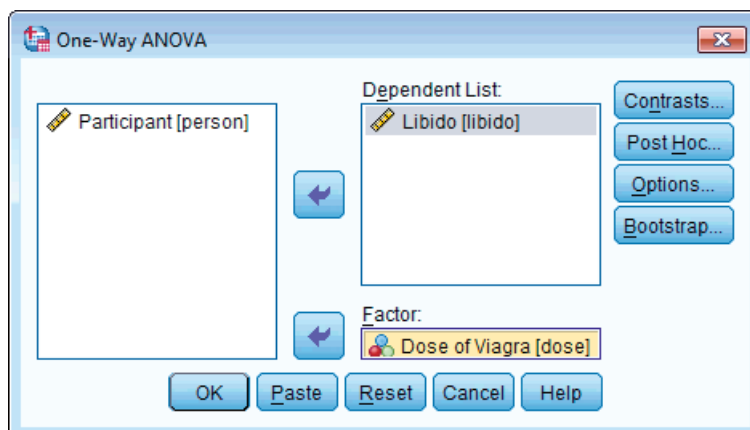 One-Way ANOVA
Dependent List:
Participant [person]
Libido [libido]
Contrasts...
Post Hoc...
Options...
Bootstrap...
Factor:
Dose of Viagra [dose]
OK Paste Reset Cancel Help